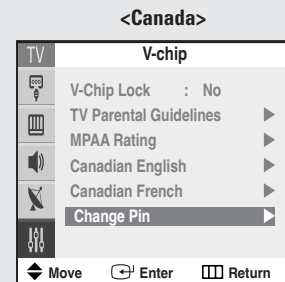 <Canada>
TV V-chip
V-Chip Lock : No
TV Parental Guidelines
MPAA Rating
Canadian English
Canadian French
Change Pin
Move Enter Return